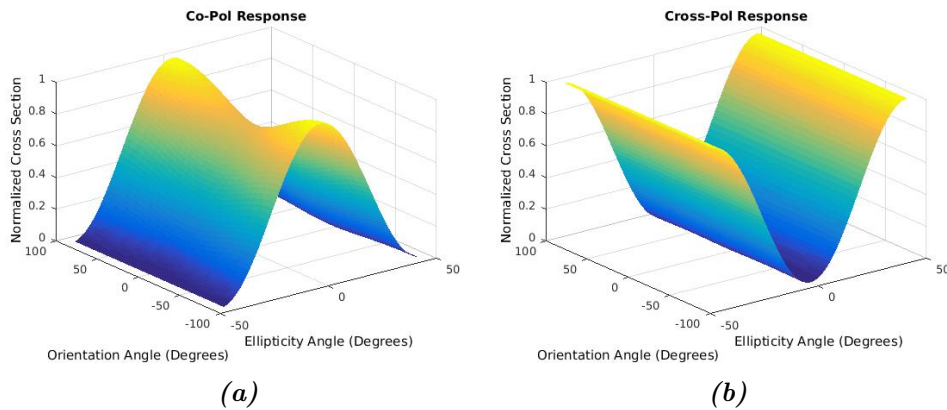 Co-Pol Response
Normalized Cross Section
1
0.8
0.6
0.4
0.2
0
100
50
0
-50
-100
Orientation Angle (Degrees)
-50
0
50
Ellipticity Angle (Degrees)
(a)
Cross-Pol Response
Normalized Cross Section
1
0.8
0.6
0.4
0.2
0
100
50
0
-50
-100
Orientation Angle (Degrees)
-50
0
50
Ellipticity Angle (Degrees)
(b)